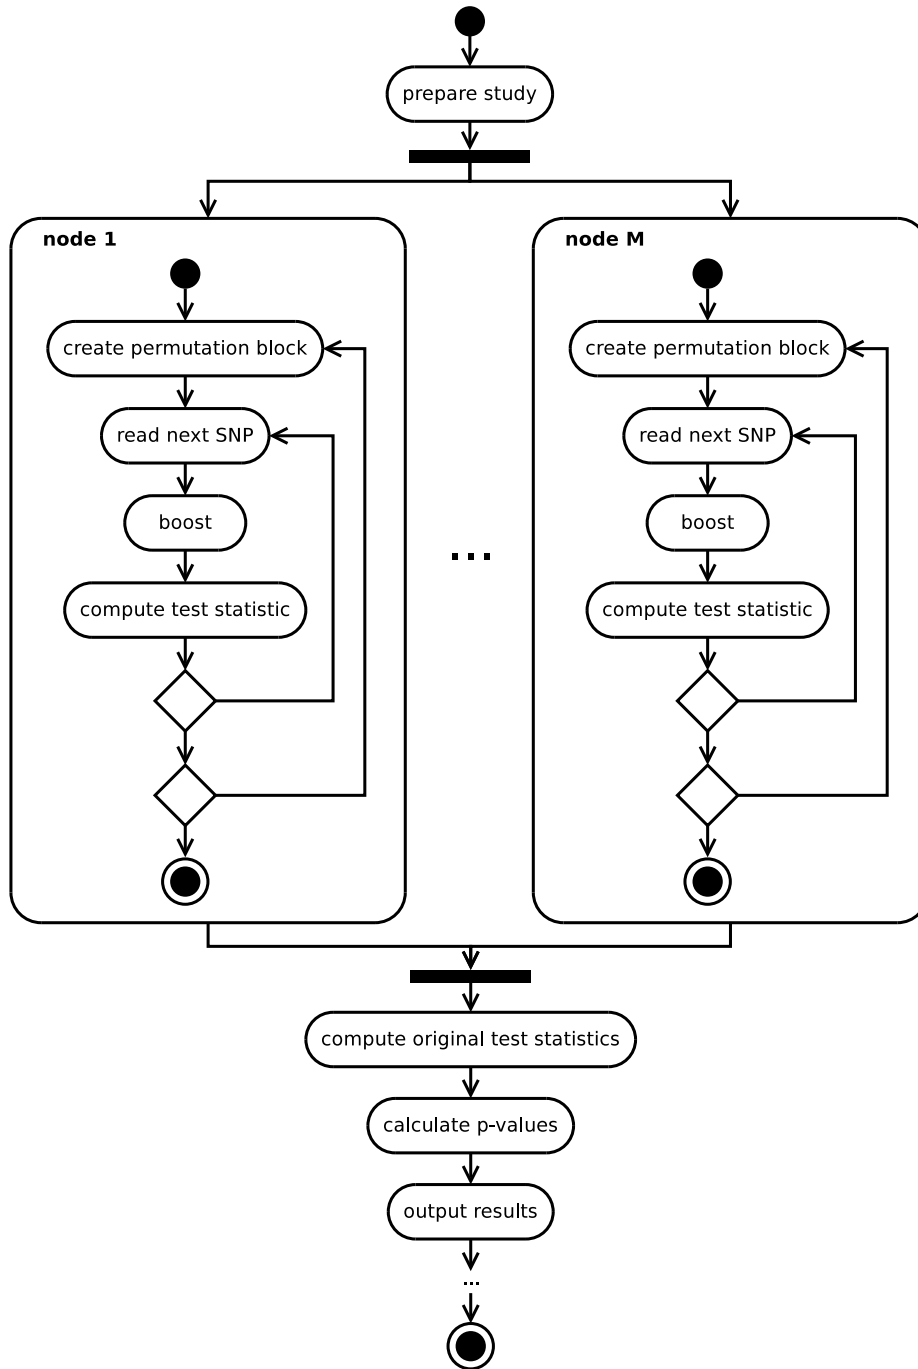 prepare study
node 1
create permutation block
read next SNP
boost
compute test statistic
...
node M
create permutation block
read next SNP
boost
compute test statistic
compute original test statistics
calculate p-values
output results
...